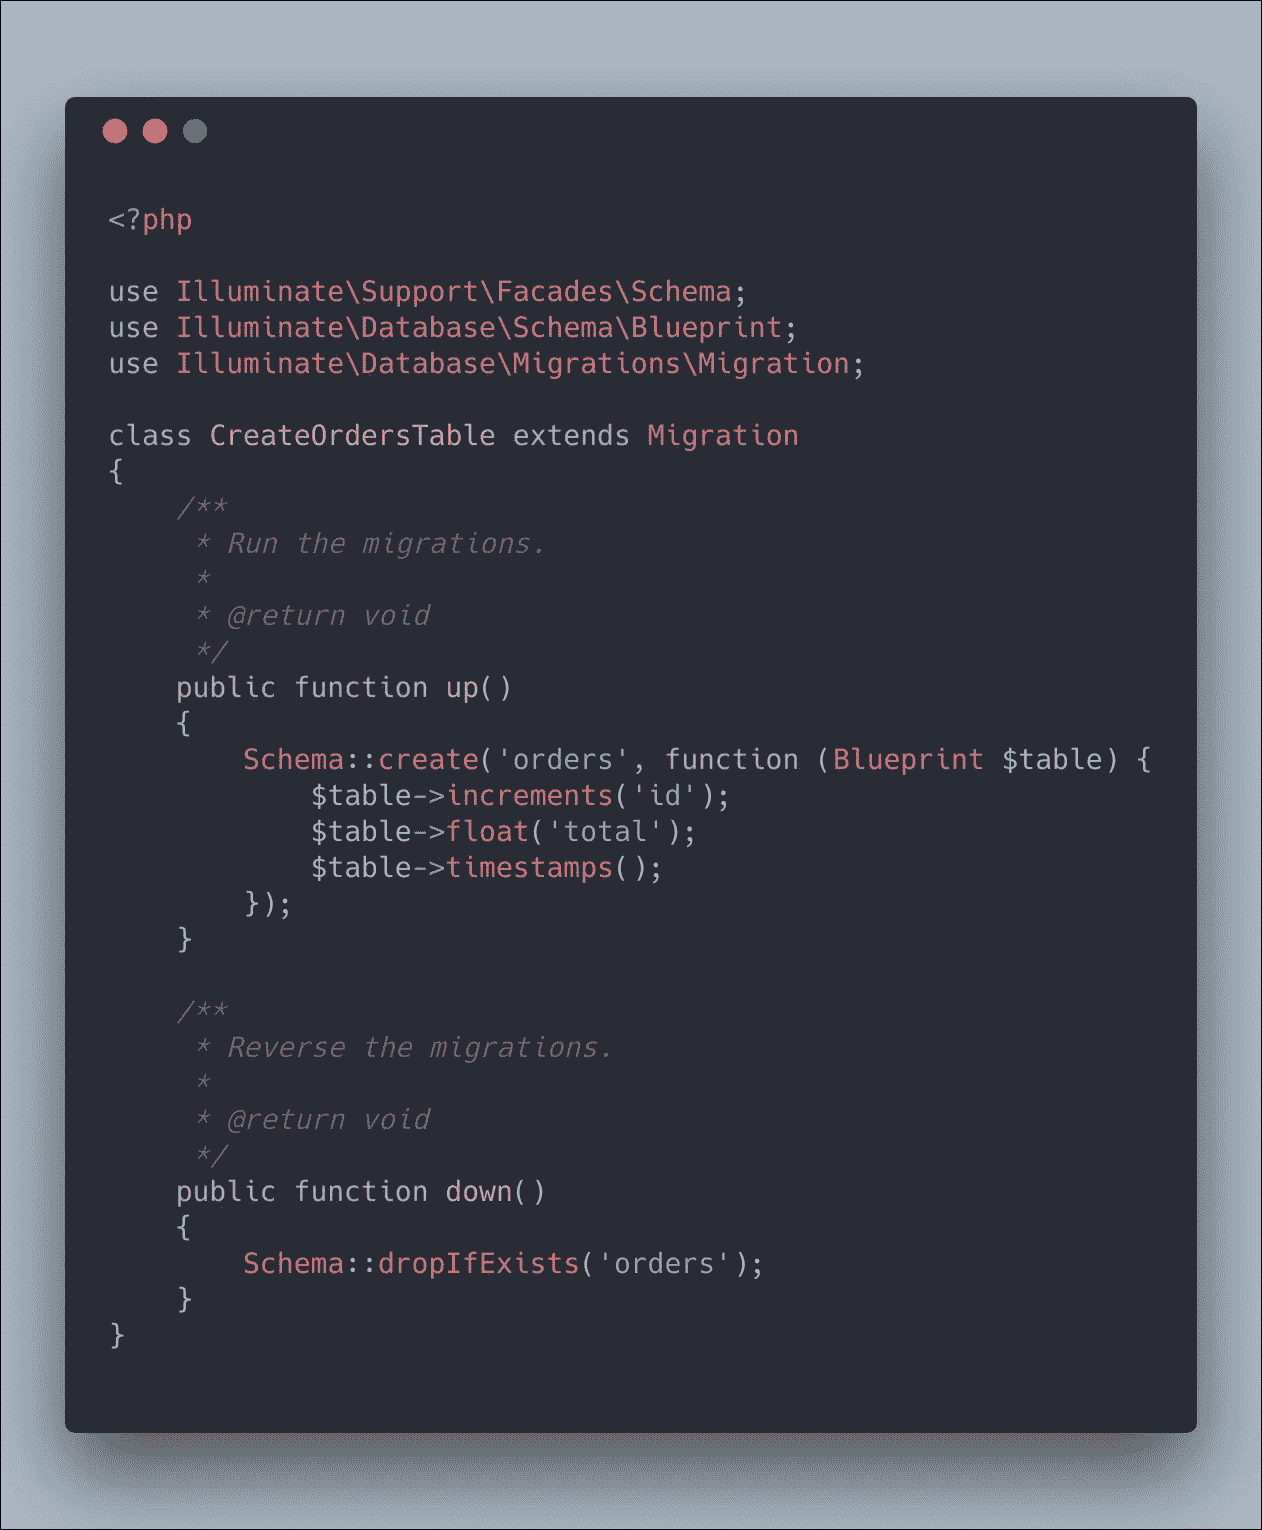 <?php

use Illuminate\Support\Facades\Schema;
use Illuminate\Database\Schema\Blueprint;
use Illuminate\Database\Migrations\Migration;

class CreateOrdersTable extends Migration
{
    /**
     * Run the migrations.
     *
     * @return void
     */
    public function up()
    {
        Schema::create('orders', function (Blueprint $table) {
            $table->increments('id');
            $table->float('total');
            $table->timestamps();
        });
    }

    /**
     * Reverse the migrations.
     *
     * @return void
     */
    public function down()
    {
        Schema::dropIfExists('orders');
    }
}